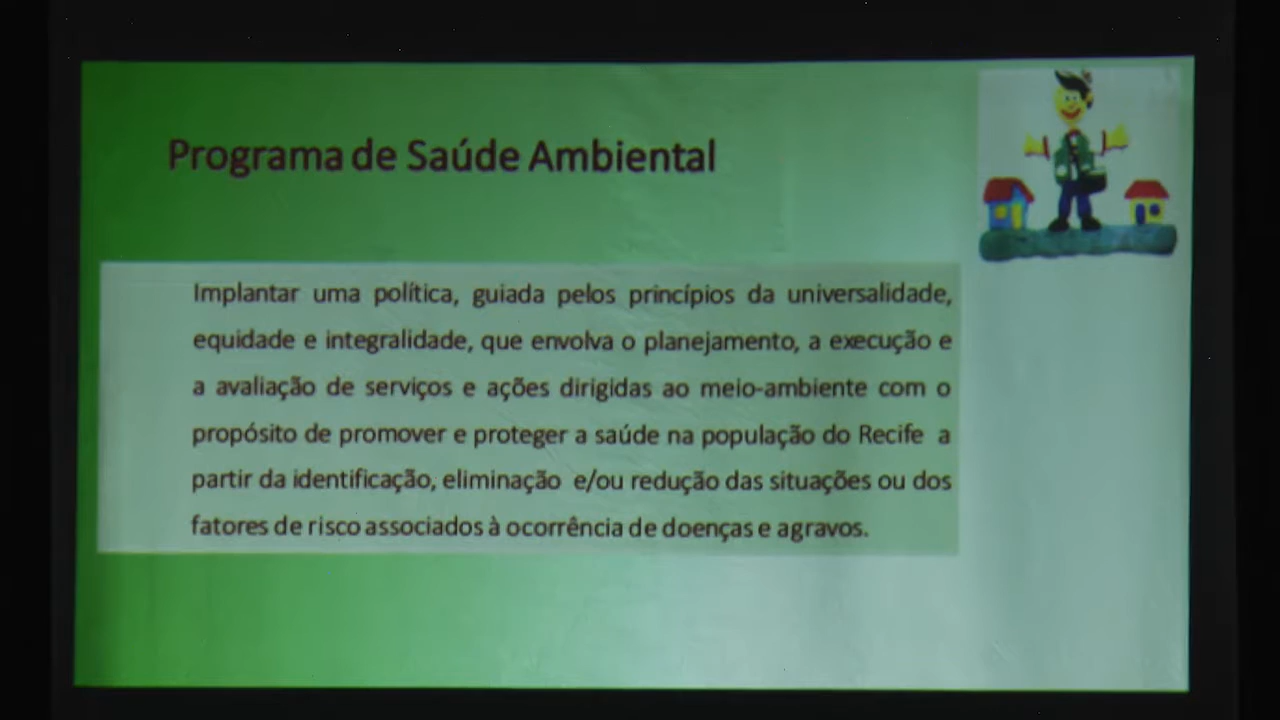 Programa de Saúde Ambiental
Implantar uma política, guiada pelos princípios da universalidade,
equidade e integralidade, que envolva o planejamento, a execução e
a avaliação de serviços e ações dirigidas ao meio-ambiente com o
propósito de promover e proteger a saúde na população do Recife a
partir da identificação, eliminação e/ou redução das situações ou dos
fatores de risco associados à ocorrência de doenças e agravos.